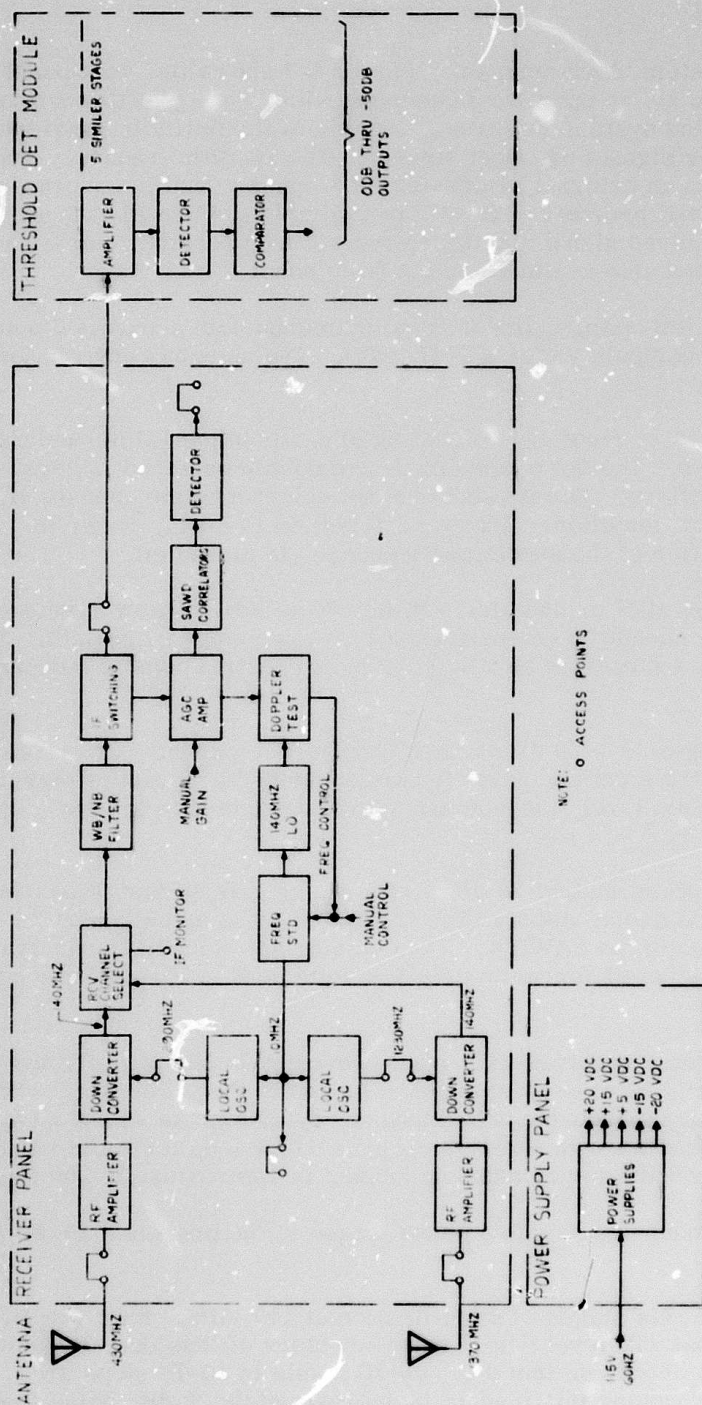 ANTENNA
RECEIVER PANEL
430MHZ
RF
AMPLIFIER
DOWN
CONVERTER
40MHZ
RCV
CHANNEL
SELECT
IF MONITOR
WB/NB
FILTER
IF
SWITCHING
LOCAL
OSC
MANUAL
GAIN
AGC
AMP
SAWD
CORRELATORS
DETECTOR
0MHZ
FREQ
STD
140MHZ
LO
DOPPLER
TEST
FREQ CONTROL
MANUAL
CONTROL
LOCAL
OSC
1230MHZ
370MHZ
RF
AMPLIFIER
DOWN
CONVERTER
140MHZ
THRESHOLD DET MODULE
AMPLIFIER
5 SIMILER STAGES
DETECTOR
COMPARATOR
0DB THRU -50DB
OUTPUTS
POWER SUPPLY PANEL
115V
60HZ
POWER
SUPPLIES
+20 VDC
+15 VDC
+5 VDC
-15 VDC
-20 VDC
NOTE:
o ACCESS POINTS